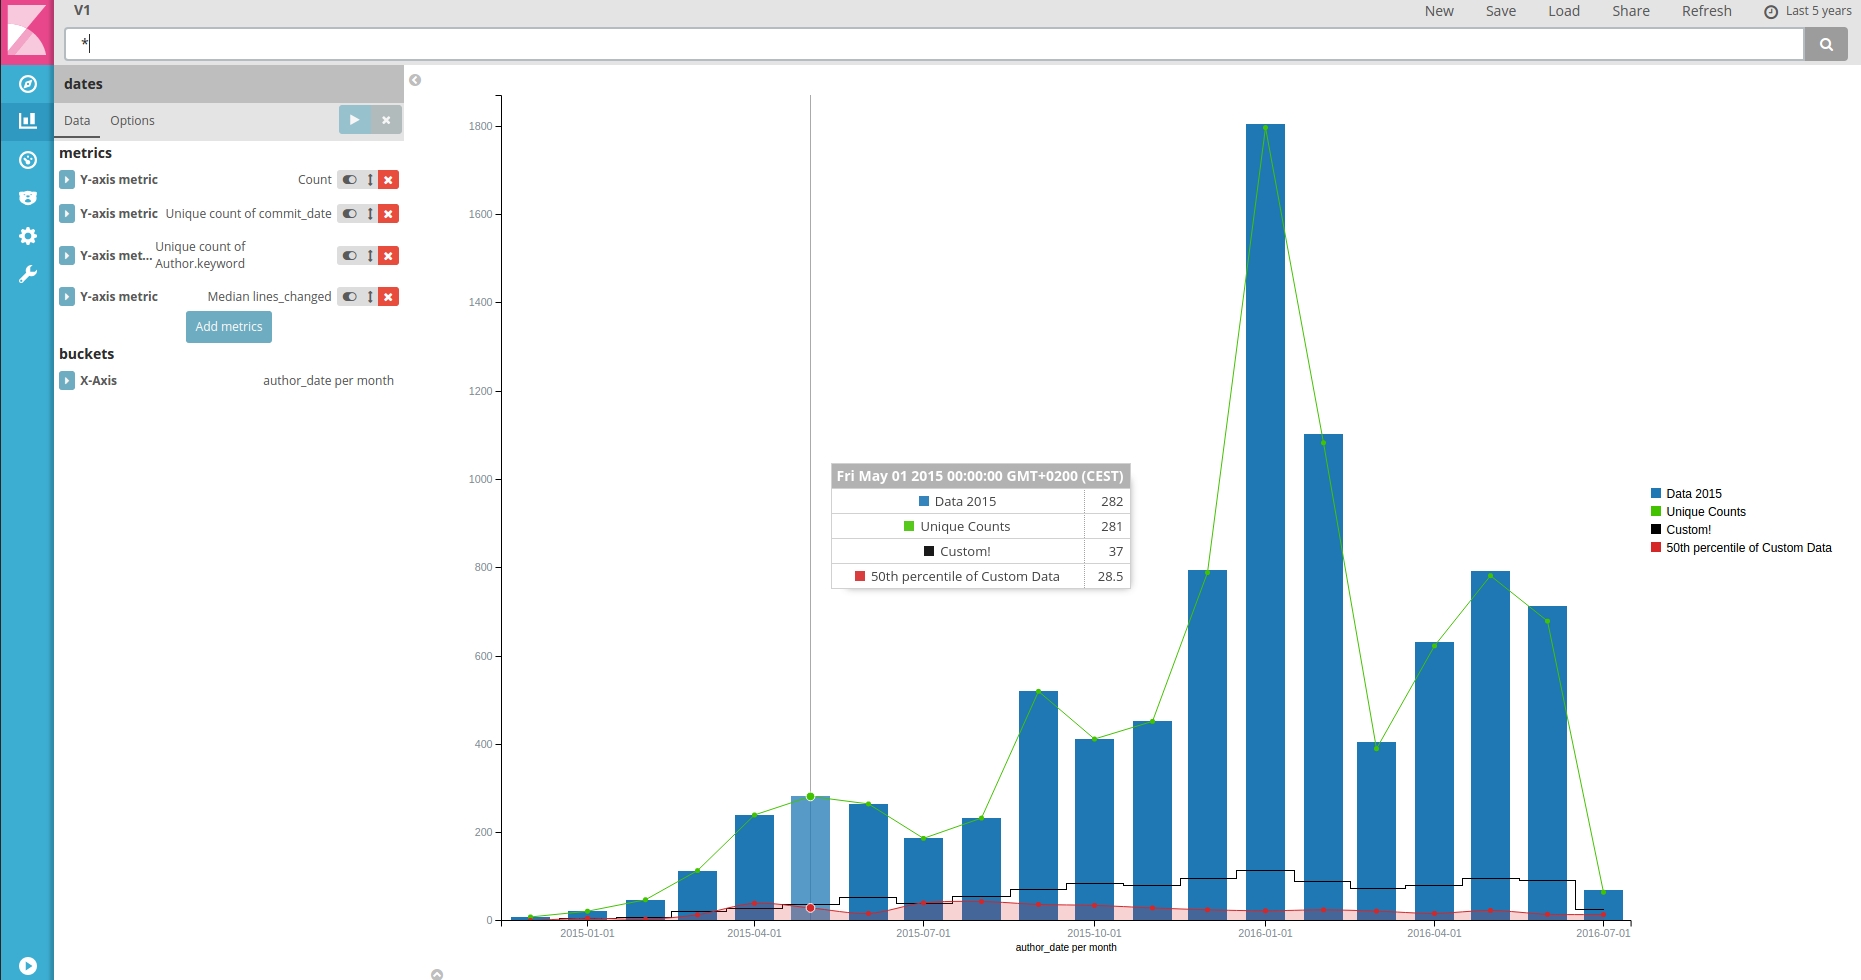 V1
New Save Load Share Refresh Last 5 years
*
dates
Data Options
metrics
Y-axis metric Count
Y-axis metric Unique count of commit_date
Y-axis met... Unique count of
Author.keyword
Y-axis metric Median lines_changed
Add metrics
buckets
X-Axis author_date per month
1800
1600
1400
1200
1000
800
600
400
200
0
Fri May 01 2015 00:00:00 GMT+0200 (CEST)
Data 2015 282
Unique Counts 281
Custom! 37
50th percentile of Custom Data 28.5
2015-01-01 2015-04-01 2015-07-01 2015-10-01 2016-01-01 2016-04-01 2016-07-01
author_date per month
Data 2015
Unique Counts
Custom!
50th percentile of Custom Data